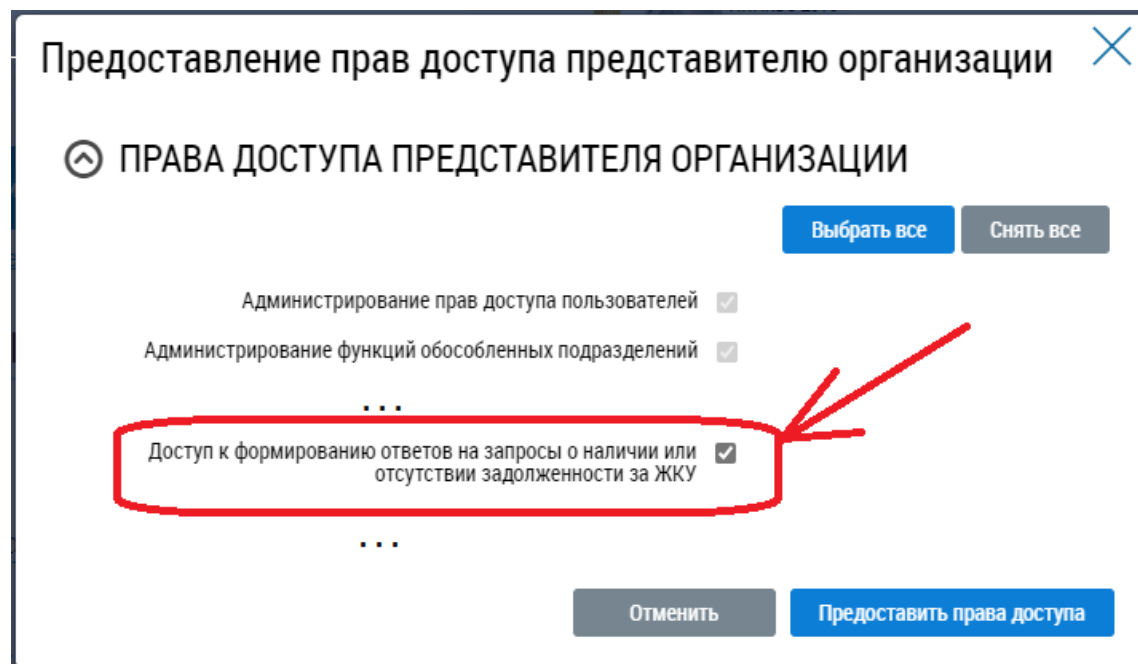 Предоставление прав доступа представителю организации
ПРАВА ДОСТУПА ПРЕДСТАВИТЕЛЯ ОРГАНИЗАЦИИ
Выбрать все
Снять все
Администрирование прав доступа пользователей
Администрирование функций обособленных подразделений
...
Доступ к формированию ответов на запросы о наличии или
отсутствии задолженности за ЖКУ
...
Отменить
Предоставить права доступа